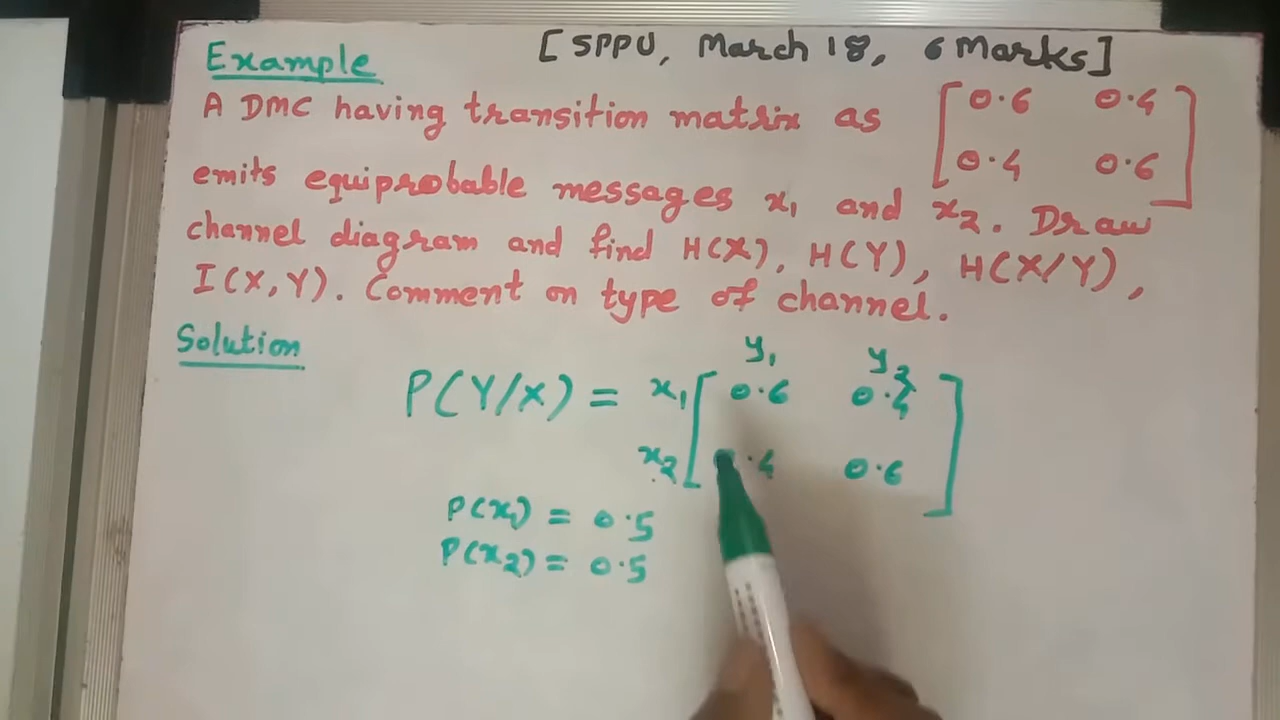 Example
[SPPU, March 18, 6 Marks]
A DMC having transition matrix as
0.6 0.4
0.4 0.6
emits equiprobable messages x1 and x2. Draw
channel diagram and find H(X), H(Y), H(X/Y),
I(X,Y). Comment on type of channel.
Solution
y1 y2
P(Y/X) = x1 [0.6 0.4
x2 .4 0.6]
P(x1) = 0.5
P(x2) = 0.5